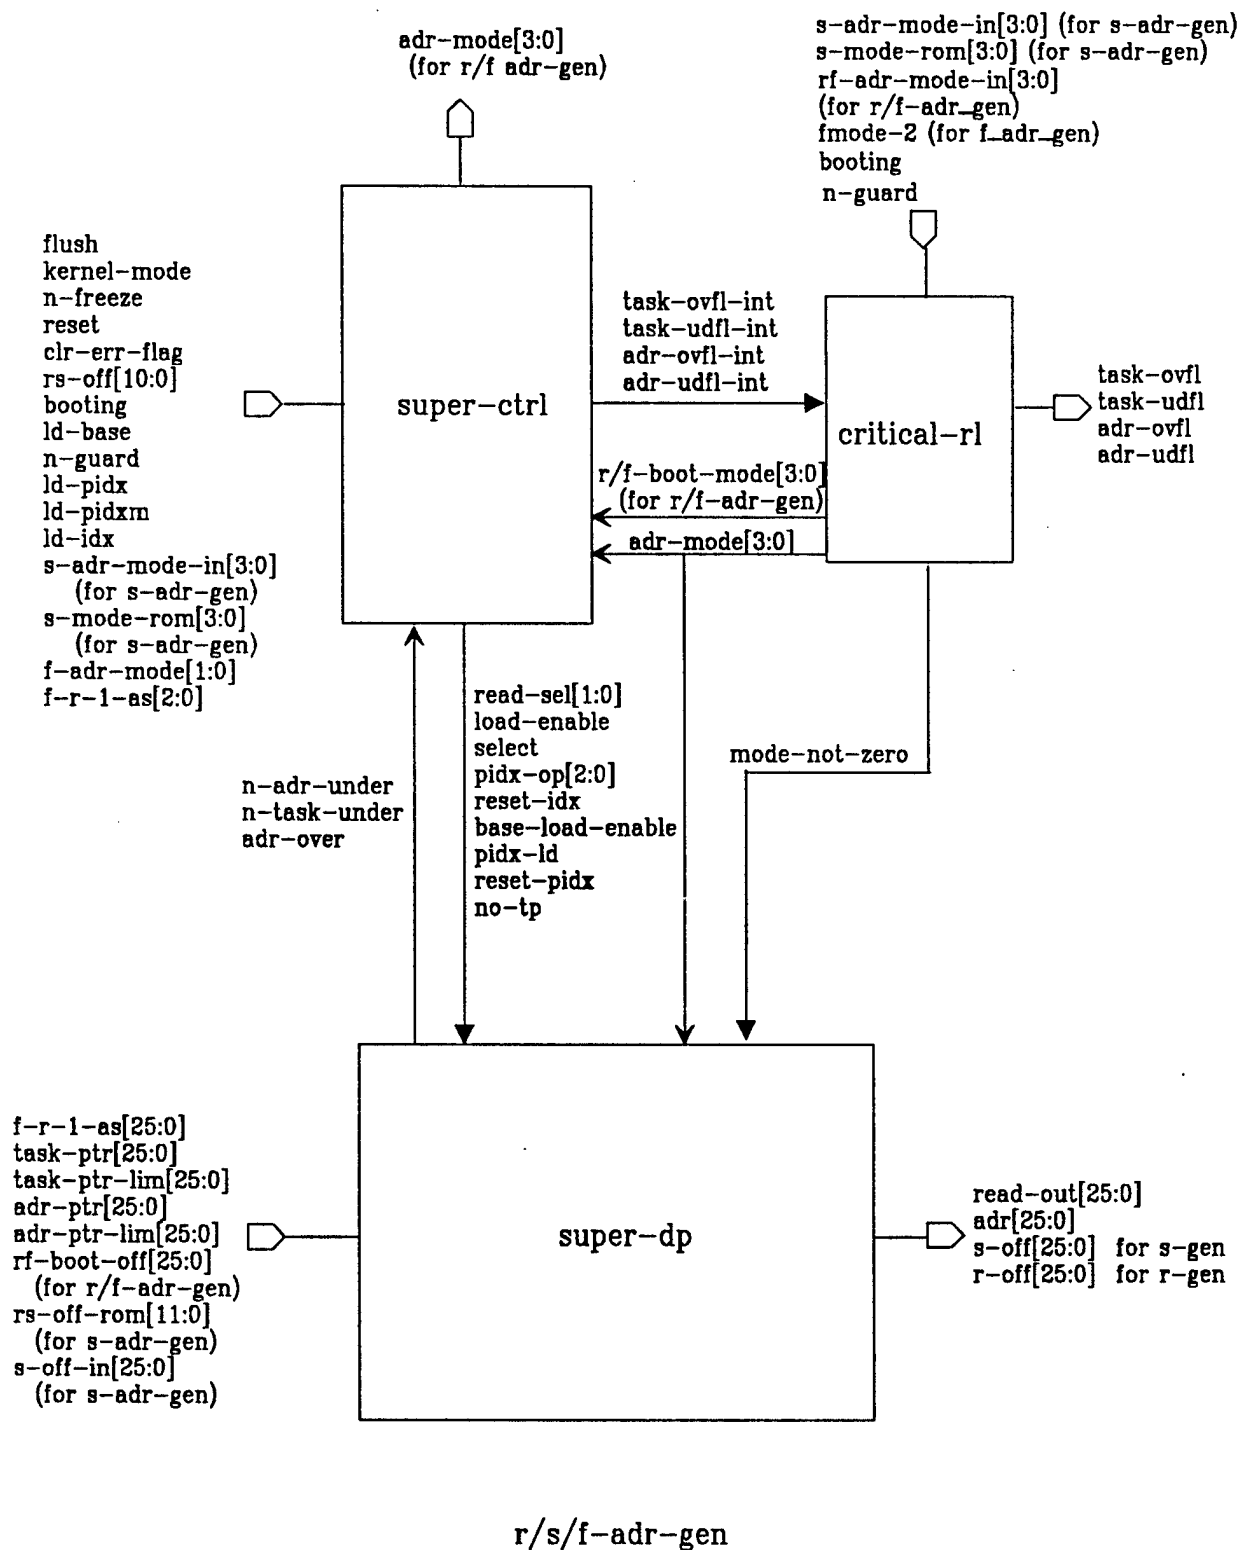 adr-mode[3:0]
(for r/f adr-gen)
s-adr-mode-in[3:0] (for s-adr-gen)
s-mode-rom[3:0] (for s-adr-gen)
rf-adr-mode-in[3:0]
(for r/f-adr_gen)
fmode-2 (for f_adr_gen)
booting
n-guard
flush
kernel-mode
n-freeze
reset
clr-err-flag
rs-off[10:0]
booting
ld-base
n-guard
ld-pidx
ld-pidxm
ld-idx
s-adr-mode-in[3:0]
(for s-adr-gen)
s-mode-rom[3:0]
(for s-adr-gen)
f-adr-mode[1:0]
f-r-1-as[2:0]
super-ctrl
task-ovfl-int
task-udfl-int
adr-ovfl-int
adr-udfl-int
critical-rl
task-ovfl
task-udfl
adr-ovfl
adr-udfl
r/f-boot-mode[3:0]
(for r/f-adr-gen)
adr-mode[3:0]
n-adr-under
n-task-under
adr-over
read-sel[1:0]
load-enable
select
pidx-op[2:0]
reset-idx
base-load-enable
pidx-ld
reset-pidx
no-tp
mode-not-zero
f-r-1-as[25:0]
task-ptr[25:0]
task-ptr-lim[25:0]
adr-ptr[25:0]
adr-ptr-lim[25:0]
rf-boot-off[25:0]
(for r/f-adr-gen)
rs-off-rom[11:0]
(for s-adr-gen)
s-off-in[25:0]
(for s-adr-gen)
super-dp
read-out[25:0]
adr[25:0]
s-off[25:0] for s-gen
r-off[25:0] for r-gen
r/s/f-adr-gen